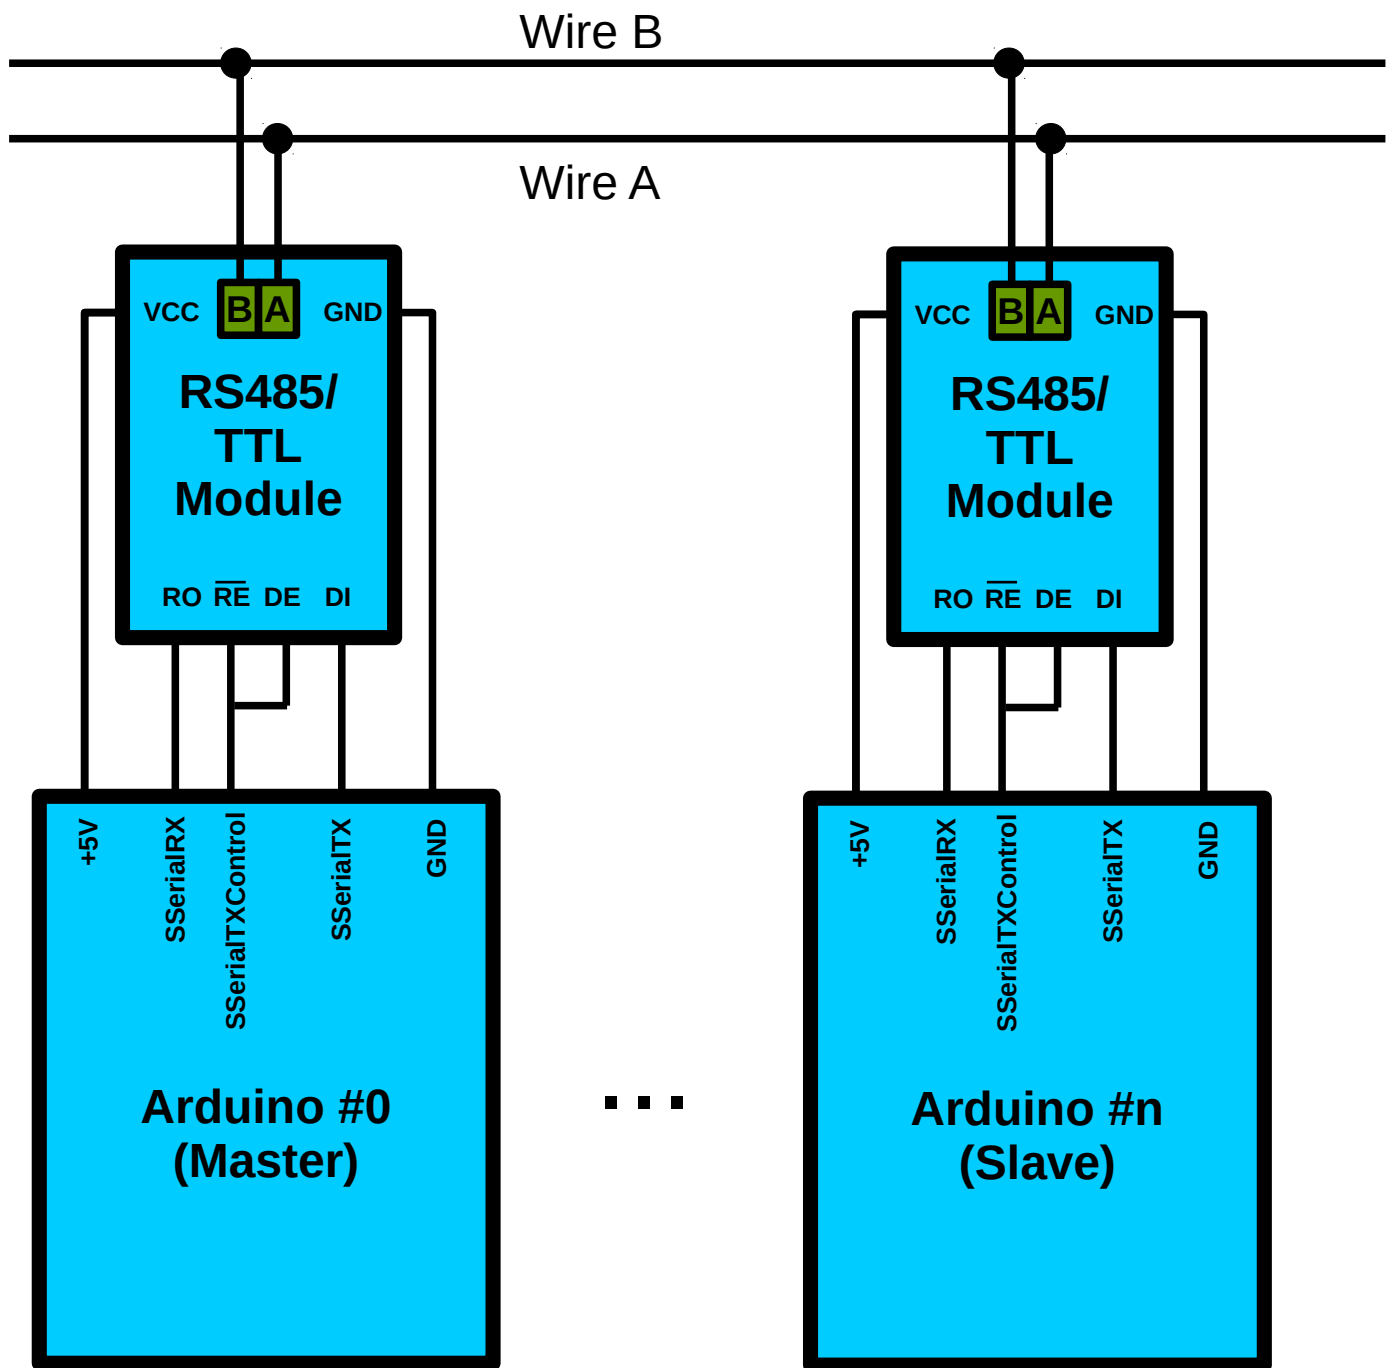 Wire B
Wire A
VCC
B A
GND
RS485/
TTL
Module
RO RE DE DI
+5V
SSerialRX
SSerialTXControl
SSerialTX
GND
Arduino #0
(Master)
...
VCC
B A
GND
RS485/
TTL
Module
RO RE DE DI
+5V
SSerialRX
SSerialTXControl
SSerialTX
GND
Arduino #n
(Slave)